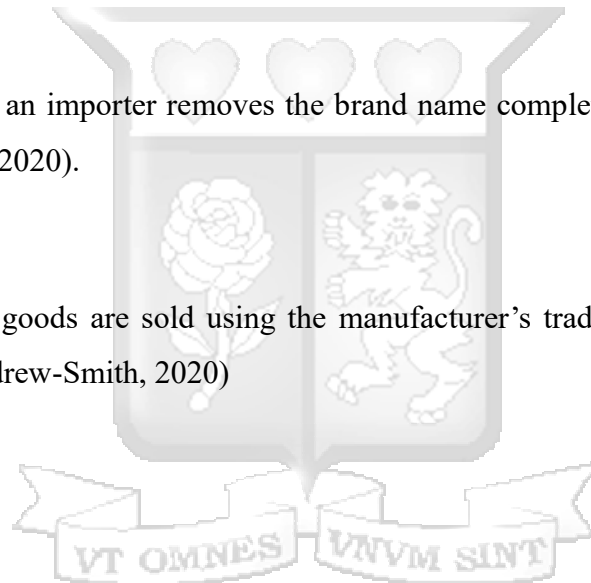 an importer removes the brand name comple
2020).
goods are sold using the manufacturer's trad
drew-Smith, 2020)
VT OMNES VNVM SINT